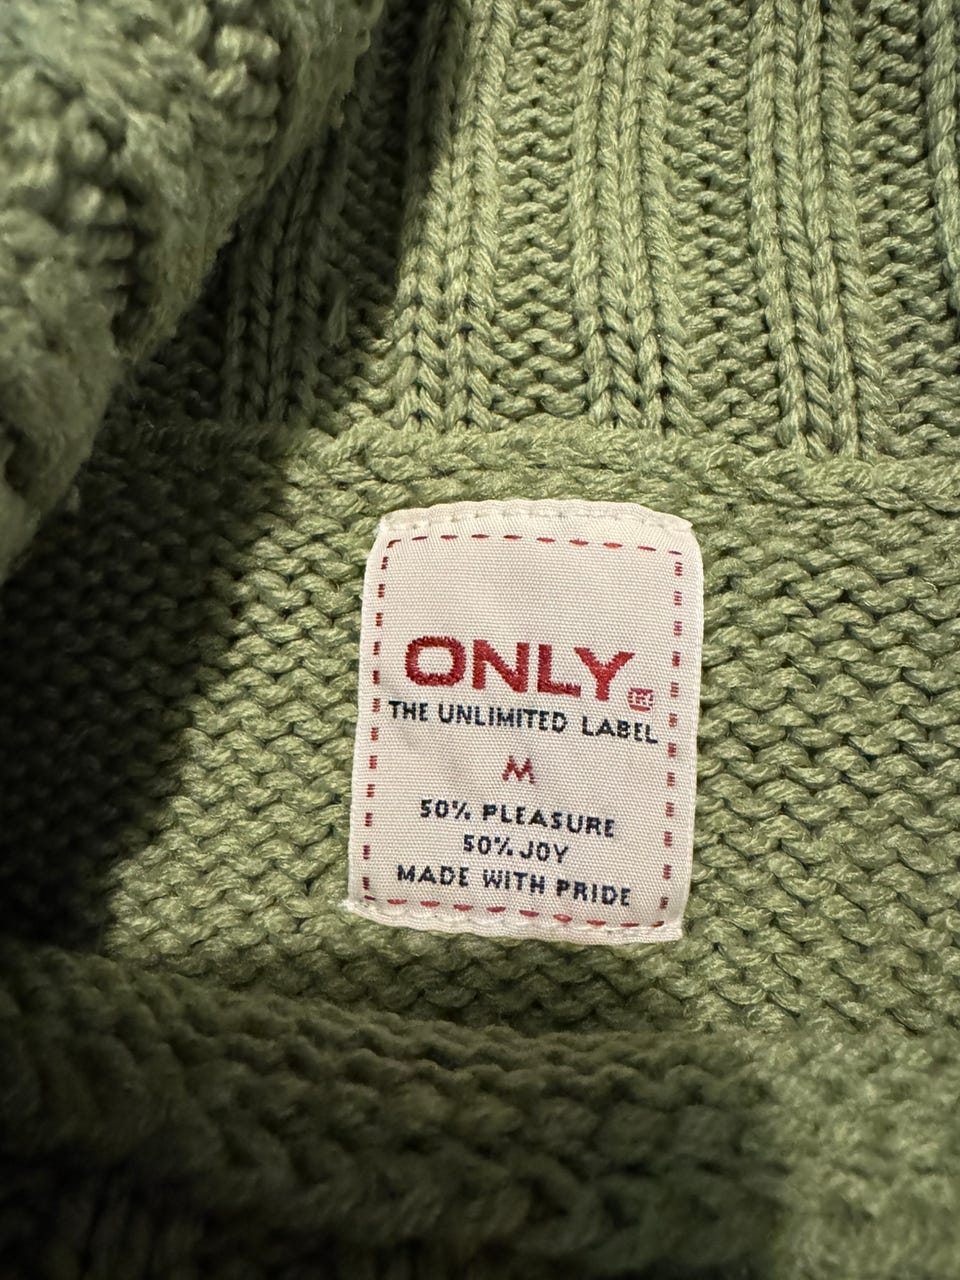 ONLY.
THE UNLIMITED LABEL
M
50% PLEASURE
50% JOY
MADE WITH PRIDE